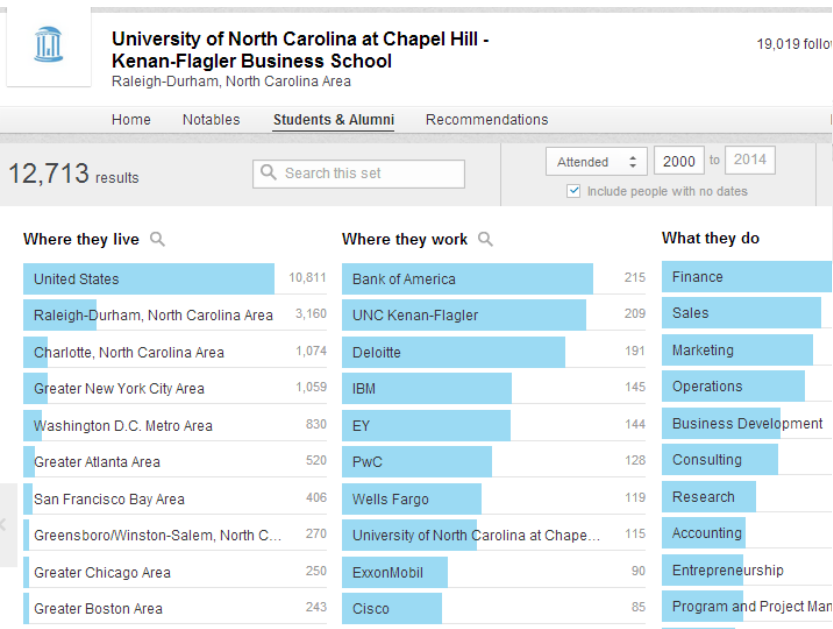 University of North Carolina at Chapel Hill -
Kenan-Flagler Business School
Raleigh-Durham, North Carolina Area
19,019
Home Notables Students & Alumni Recommendations
12,713 results
Search this set
Attended 2000 to 2014
Include people with no dates
Where they live
United States 10,811
Raleigh-Durham, North Carolina Area 3,160
Charlotte, North Carolina Area 1,074
Greater New York City Area 1,059
Washington D.C. Metro Area 830
Greater Atlanta Area 520
San Francisco Bay Area 406
Greensboro/Winston-Salem, North C... 270
Greater Chicago Area 250
Greater Boston Area 243
Where they work
Bank of America 215
UNC Kenan-Flagler 209
Deloitte 191
IBM 145
EY 144
PwC 128
Wells Fargo 119
University of North Carolina at Chape... 115
ExxonMobil 90
Cisco 85
What they do
Finance
Sales
Marketing
Operations
Business Development
Consulting
Research
Accounting
Entrepreneurship
Program and Project